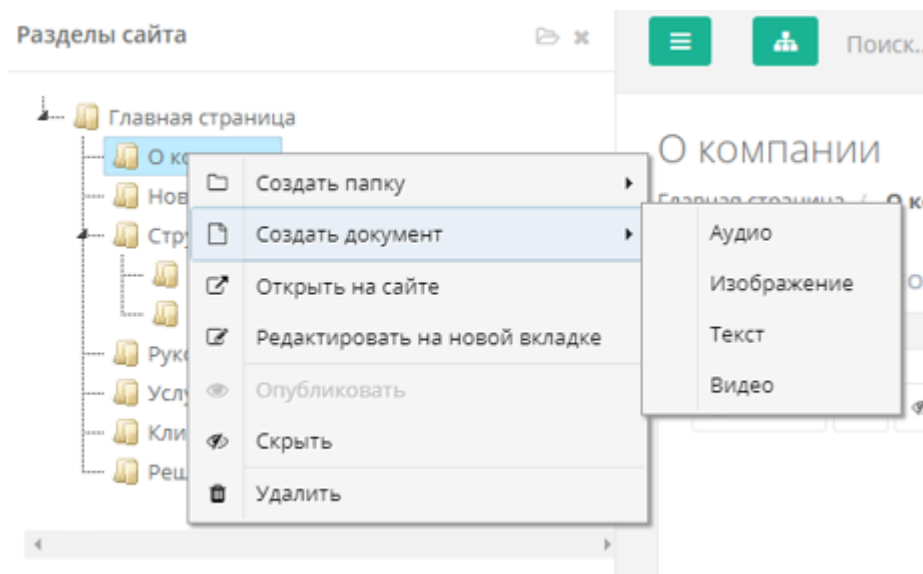 Разделы сайта
Поиск..
Главная страница
О компании
Создать папку
Создать документ
Аудио
Открыть на сайте
Изображение
Редактировать на новой вкладке
Текст
Опубликовать
Видео
Скрыть
Удалить